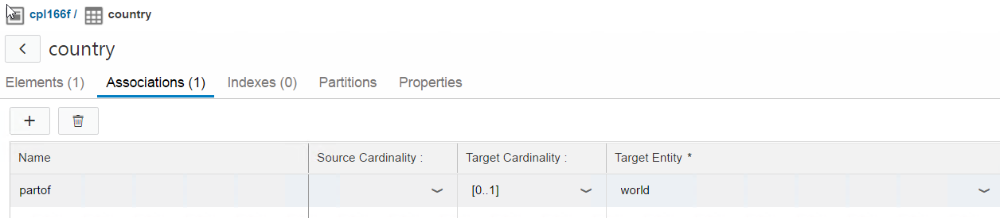 cpl166f / country
country
Elements (1) Associations (1) Indexes (0) Partitions Properties
Name Source Cardinality : Target Cardinality : Target Entity *
partof [0..1] world